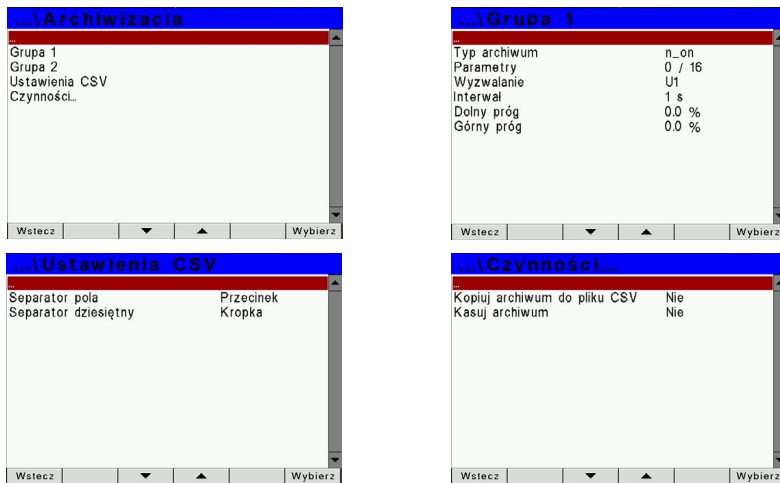 ...\Archiwizacja
...
Grupa 1
Grupa 2
Ustawienia CSV
Czynności...
Wstecz Wybierz
...\Grupa 1
...
Typ archiwum n_on
Parametry 0 / 16
Wyzwalanie U1
Interwał 1 s
Dolny próg 0.0 %
Górny próg 0.0 %
Wstecz Wybierz
...\Ustawienia CSV
...
Separator pola Przecinek
Separator dziesiętny Kropka
Wstecz Wybierz
...\Czynności...
...
Kopiuj archiwum do pliku CSV Nie
Kasuj archiwum Nie
Wstecz Wybierz